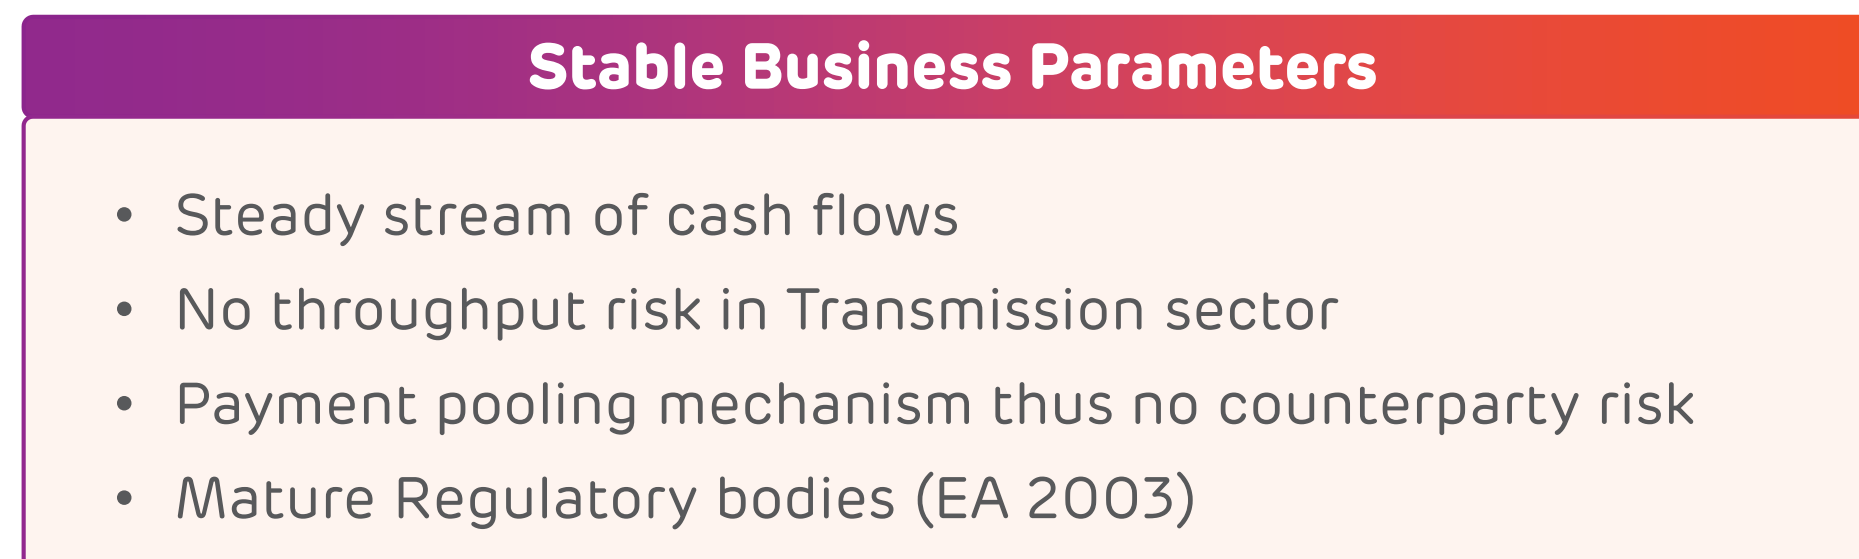 Stable Business Parameters
• Steady stream of cash flows
• No throughput risk in Transmission sector
• Payment pooling mechanism thus no counterparty risk
• Mature Regulatory bodies (EA 2003)